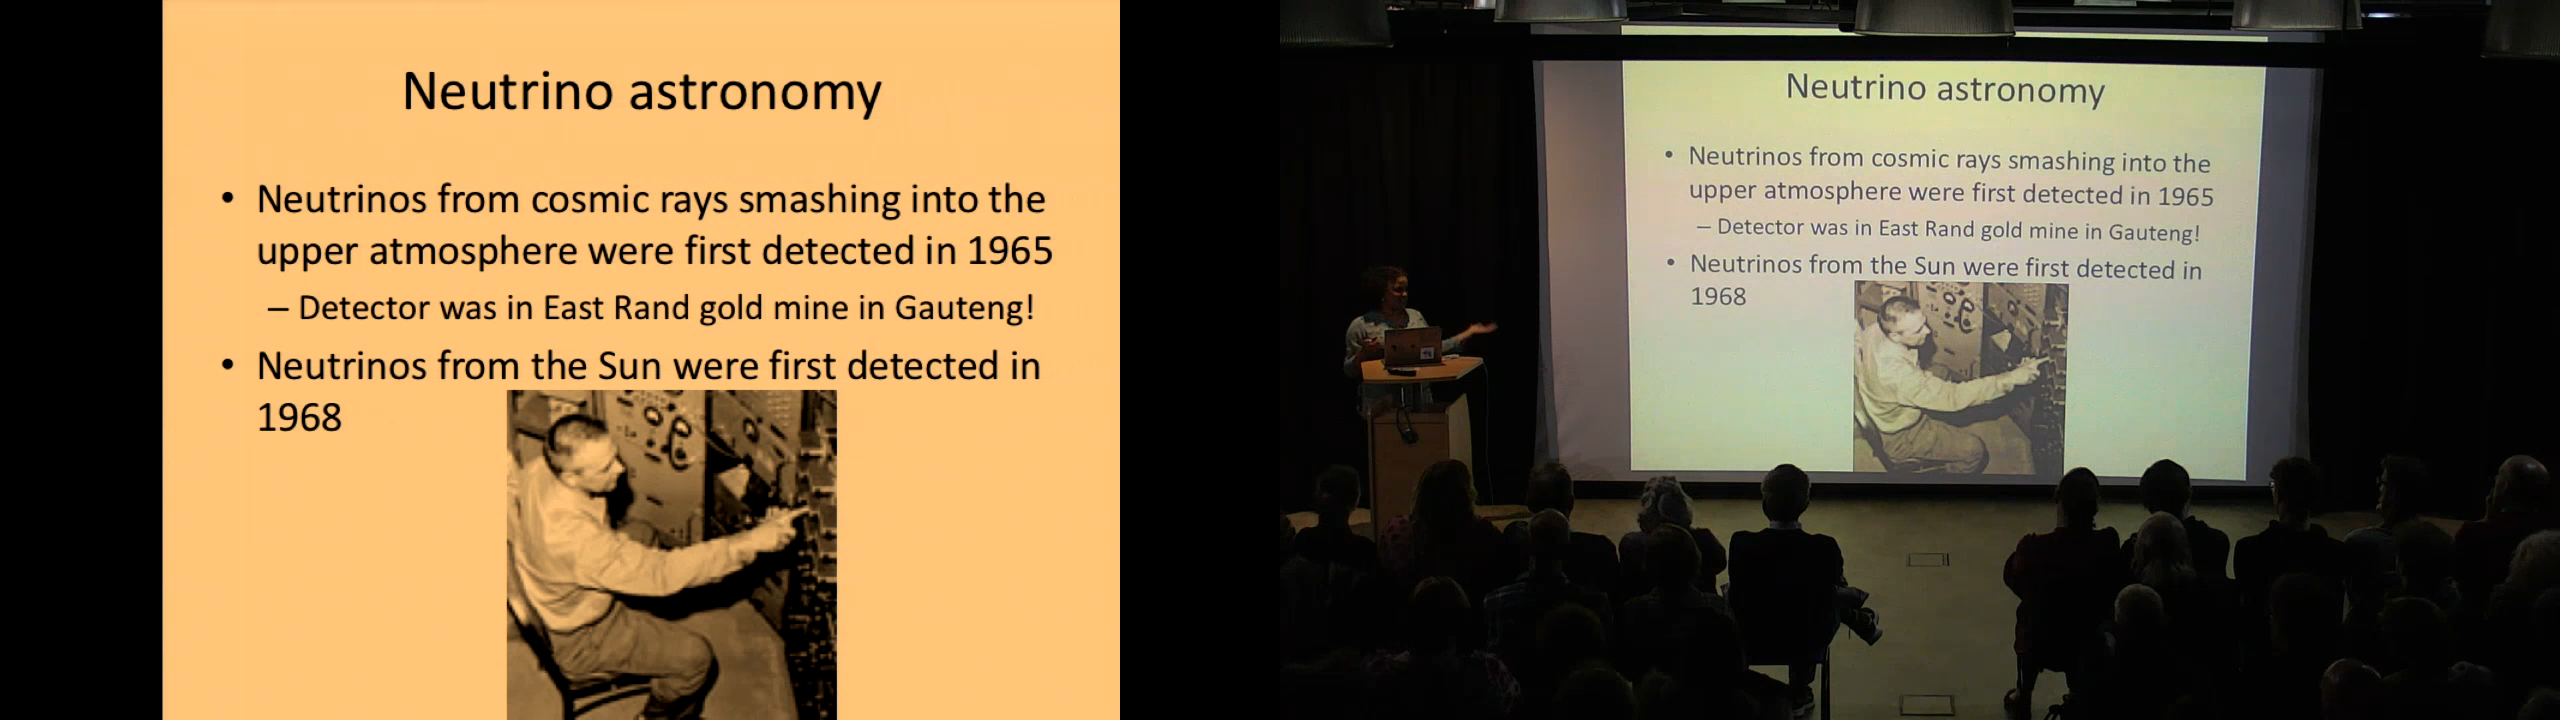 Neutrino astronomy
• Neutrinos from cosmic rays smashing into the
upper atmosphere were first detected in 1965
– Detector was in East Rand gold mine in Gauteng!
• Neutrinos from the Sun were first detected in
1968
Neutrino astronomy
• Neutrinos from cosmic rays smashing into the
upper atmosphere were first detected in 1965
– Detector was in East Rand gold mine in Gauteng!
• Neutrinos from the Sun were first detected in
1968